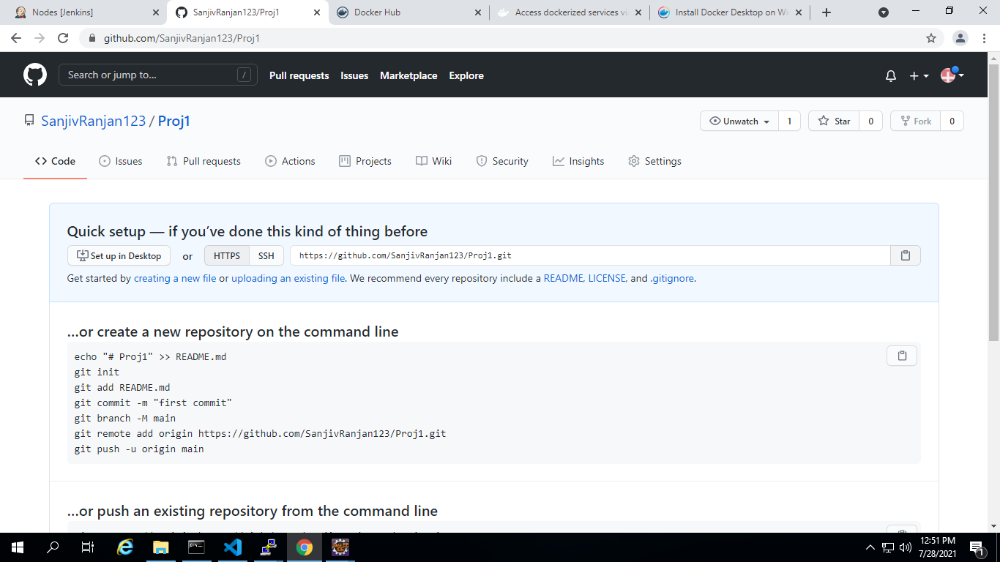 Nodes [Jenkins]
SanjivRanjan123/Proj1
Docker Hub
Access dockerized services via
Install Docker Desktop on Wi
github.com/SanjivRanjan123/Proj1
Search or jump to...
/
Pull requests
Issues
Marketplace
Explore
SanjivRanjan123 / Proj1
Unwatch
1
Star
0
Fork
0
Code
Issues
Pull requests
Actions
Projects
Wiki
Security
Insights
Settings
Quick setup — if you’ve done this kind of thing before
Set up in Desktop
or
HTTPS
SSH
https://github.com/SanjivRanjan123/Proj1.git
Get started by creating a new file or uploading an existing file. We recommend every repository include a README, LICENSE, and .gitignore.
…or create a new repository on the command line
echo "# Proj1" >> README.md
git init
git add README.md
git commit -m "first commit"
git branch -M main
git remote add origin https://github.com/SanjivRanjan123/Proj1.git
git push -u origin main
…or push an existing repository from the command line
12:51 PM
7/28/2021
1